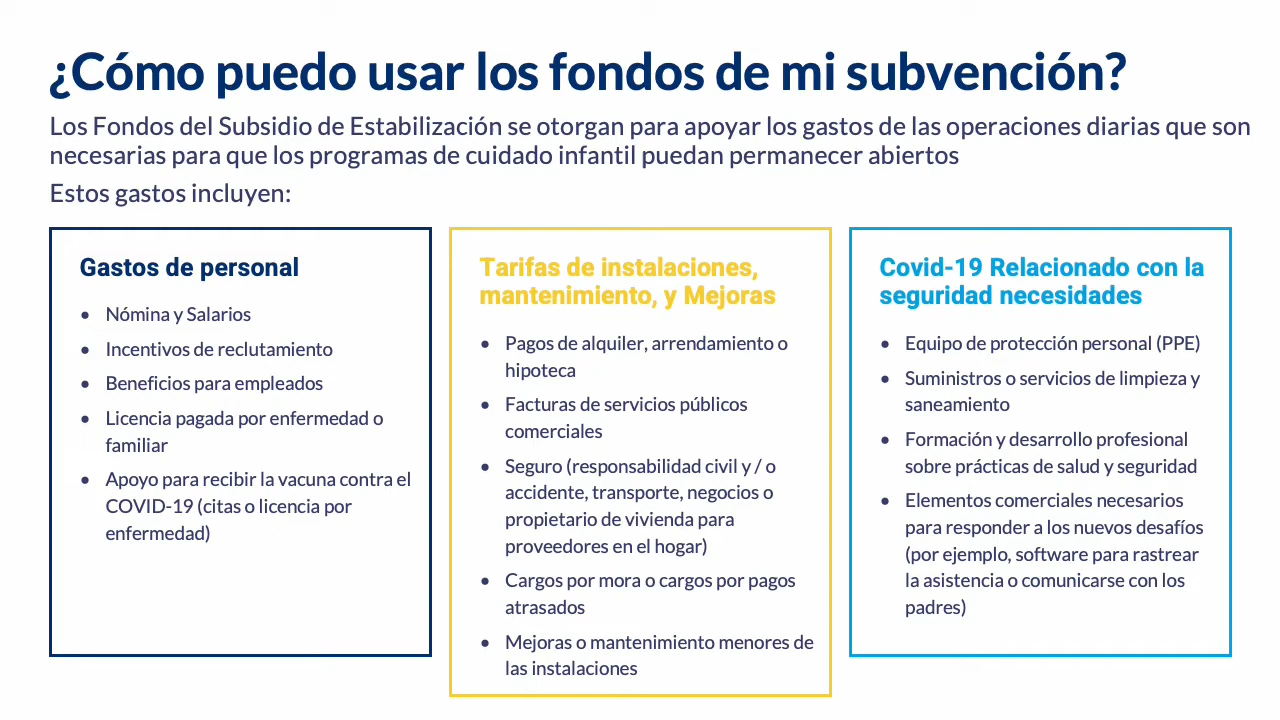 ¿Cómo puedo usar los fondos de mi subvención?
Los Fondos del Subsidio de Estabilización se otorgan para apoyar los gastos de las operaciones diarias que son
necesarias para que los programas de cuidado infantil puedan permanecer abiertos
Estos gastos incluyen:
Gastos de personal
• Nómina y Salarios
• Incentivos de reclutamiento
• Beneficios para empleados
• Licencia pagada por enfermedad o
familiar
• Apoyo para recibir la vacuna contra el
COVID-19 (citas o licencia por
enfermedad)
Tarifas de instalaciones,
mantenimiento, y Mejoras
• Pagos de alquiler, arrendamiento o
hipoteca
• Facturas de servicios públicos
comerciales
• Seguro (responsabilidad civil y / o
accidente, transporte, negocios o
propietario de vivienda para
proveedores en el hogar)
• Cargos por mora o cargos por pagos
atrasados
• Mejoras o mantenimiento menores de
las instalaciones
Covid-19 Relacionado con la
seguridad necesidades
• Equipo de protección personal (PPE)
• Suministros o servicios de limpieza y
saneamiento
• Formación y desarrollo profesional
sobre prácticas de salud y seguridad
• Elementos comerciales necesarios
para responder a los nuevos desafíos
(por ejemplo, software para rastrear
la asistencia o comunicarse con los
padres)